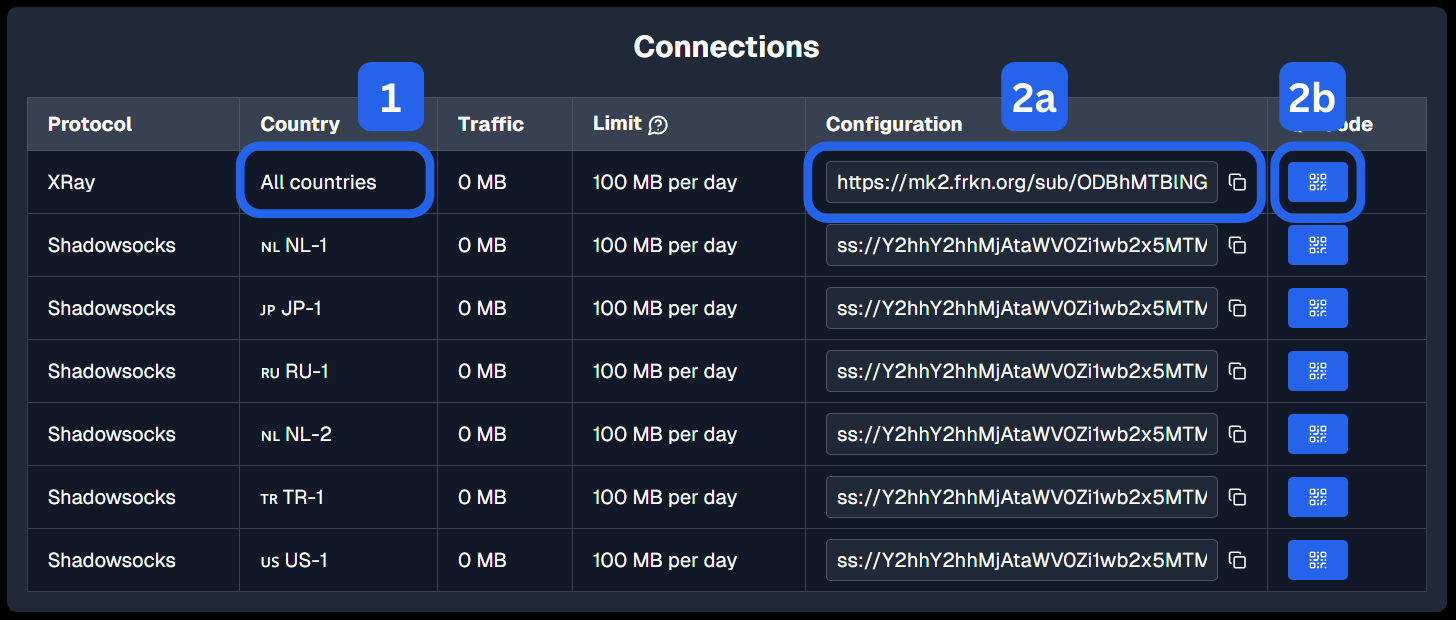 Connections
1
2a
2b
Protocol Country Traffic Limit Configuration
XRay All countries 0 MB 100 MB per day https://mk2.frkn.org/sub/ODBhMTBlNG
Shadowsocks NL NL-1 0 MB 100 MB per day ss://Y2hhY2hhMjAtaWV0Zi1wb2x5MTM
Shadowsocks JP JP-1 0 MB 100 MB per day ss://Y2hhY2hhMjAtaWV0Zi1wb2x5MTM
Shadowsocks RU RU-1 0 MB 100 MB per day ss://Y2hhY2hhMjAtaWV0Zi1wb2x5MTM
Shadowsocks NL NL-2 0 MB 100 MB per day ss://Y2hhY2hhMjAtaWV0Zi1wb2x5MTM
Shadowsocks TR TR-1 0 MB 100 MB per day ss://Y2hhY2hhMjAtaWV0Zi1wb2x5MTM
Shadowsocks US US-1 0 MB 100 MB per day ss://Y2hhY2hhMjAtaWV0Zi1wb2x5MTM